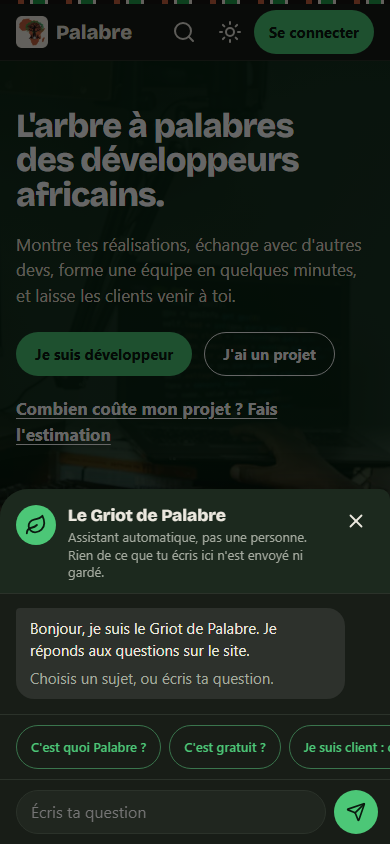 Palabre
Se connecter
L'arbre à palabres
des développeurs
africains.
Montre tes réalisations, échange avec d'autres
devs, forme une équipe en quelques minutes,
et laisse les clients venir à toi.
Je suis développeur
J'ai un projet
Combien coûte mon projet ? Fais
l'estimation
Le Griot de Palabre
Assistant automatique, pas une personne.
Rien de ce que tu écris ici n'est envoyé ni
gardé.
Bonjour, je suis le Griot de Palabre. Je
réponds aux questions sur le site.
Choisis un sujet, ou écris ta question.
C'est quoi Palabre ?
C'est gratuit ?
Je suis client :
Écris ta question